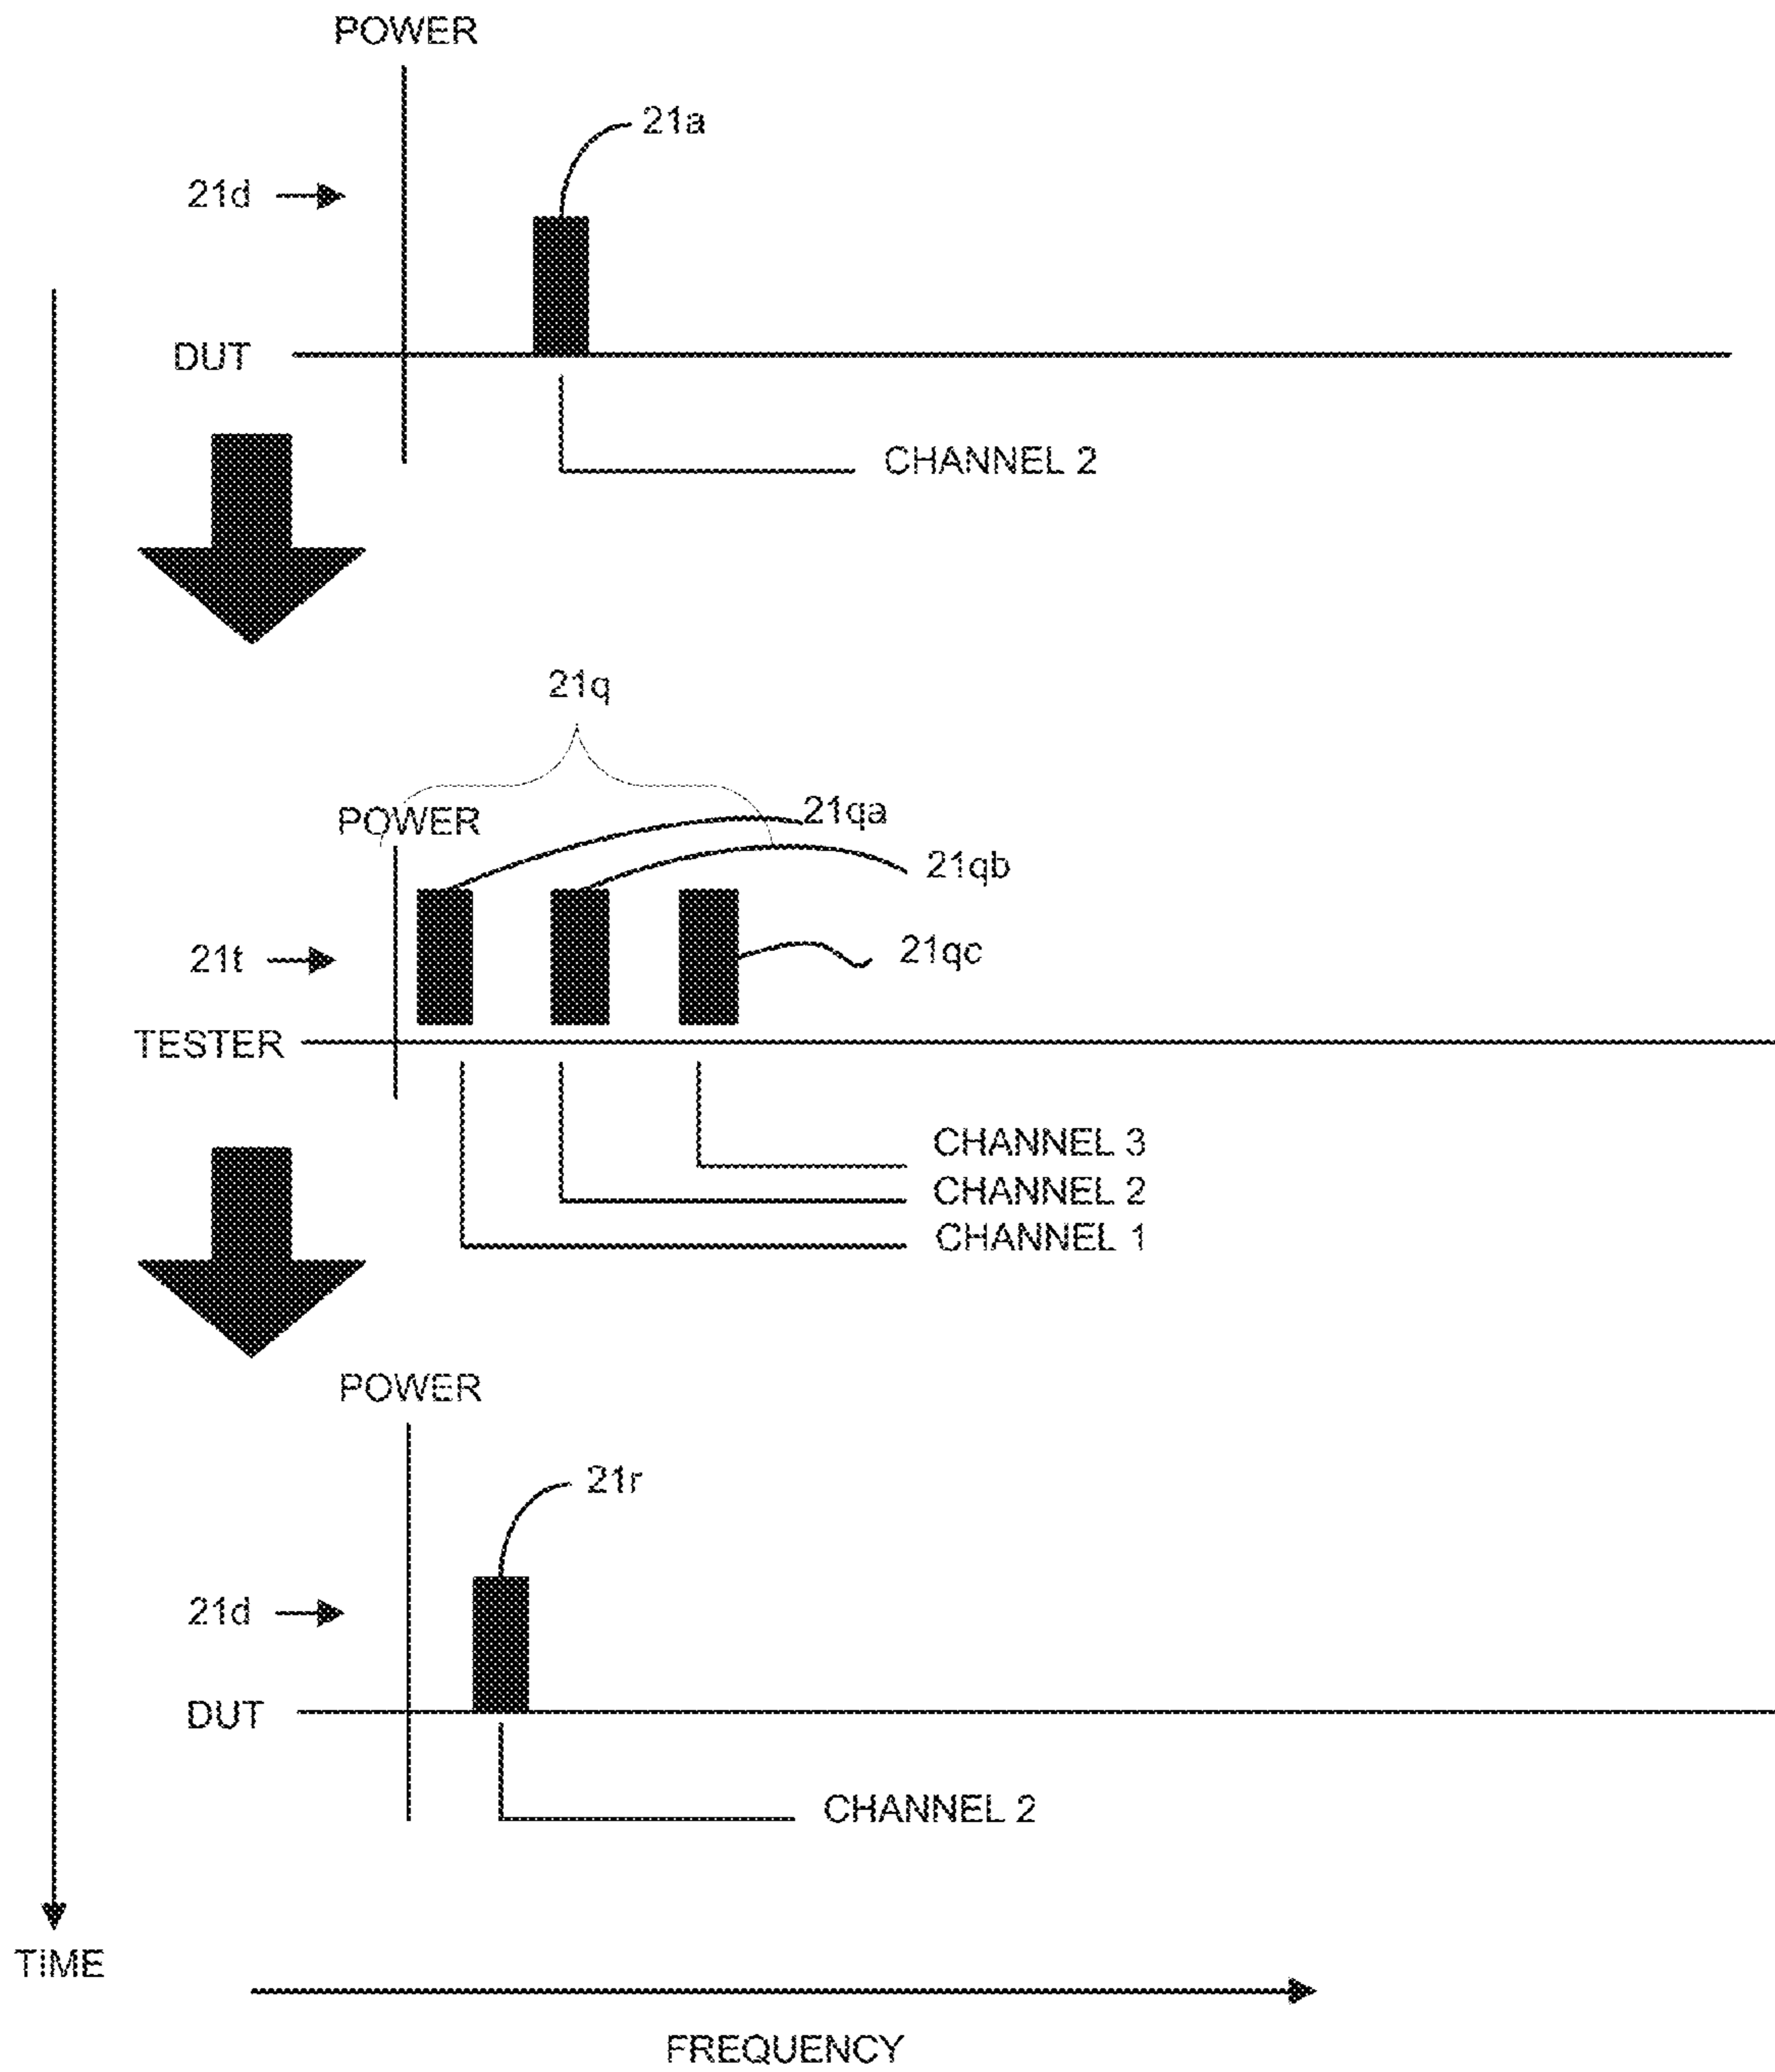 POWER
21a
21d
DUT
CHANNEL 2
21q
POWER
21qa
21qb
21qc
21t
TESTER
CHANNEL 3
CHANNEL 2
CHANNEL 1
POWER
21r
21d
DUT
CHANNEL 2
TIME
FREQUENCY